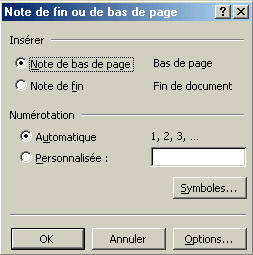 Note de fin ou de bas de page
Insérer
Note de bas de page Bas de page
Note de fin Fin de document
Numérotation
Automatique 1, 2, 3, ...
Personnalisée :
Symboles...
OK Annuler Options...